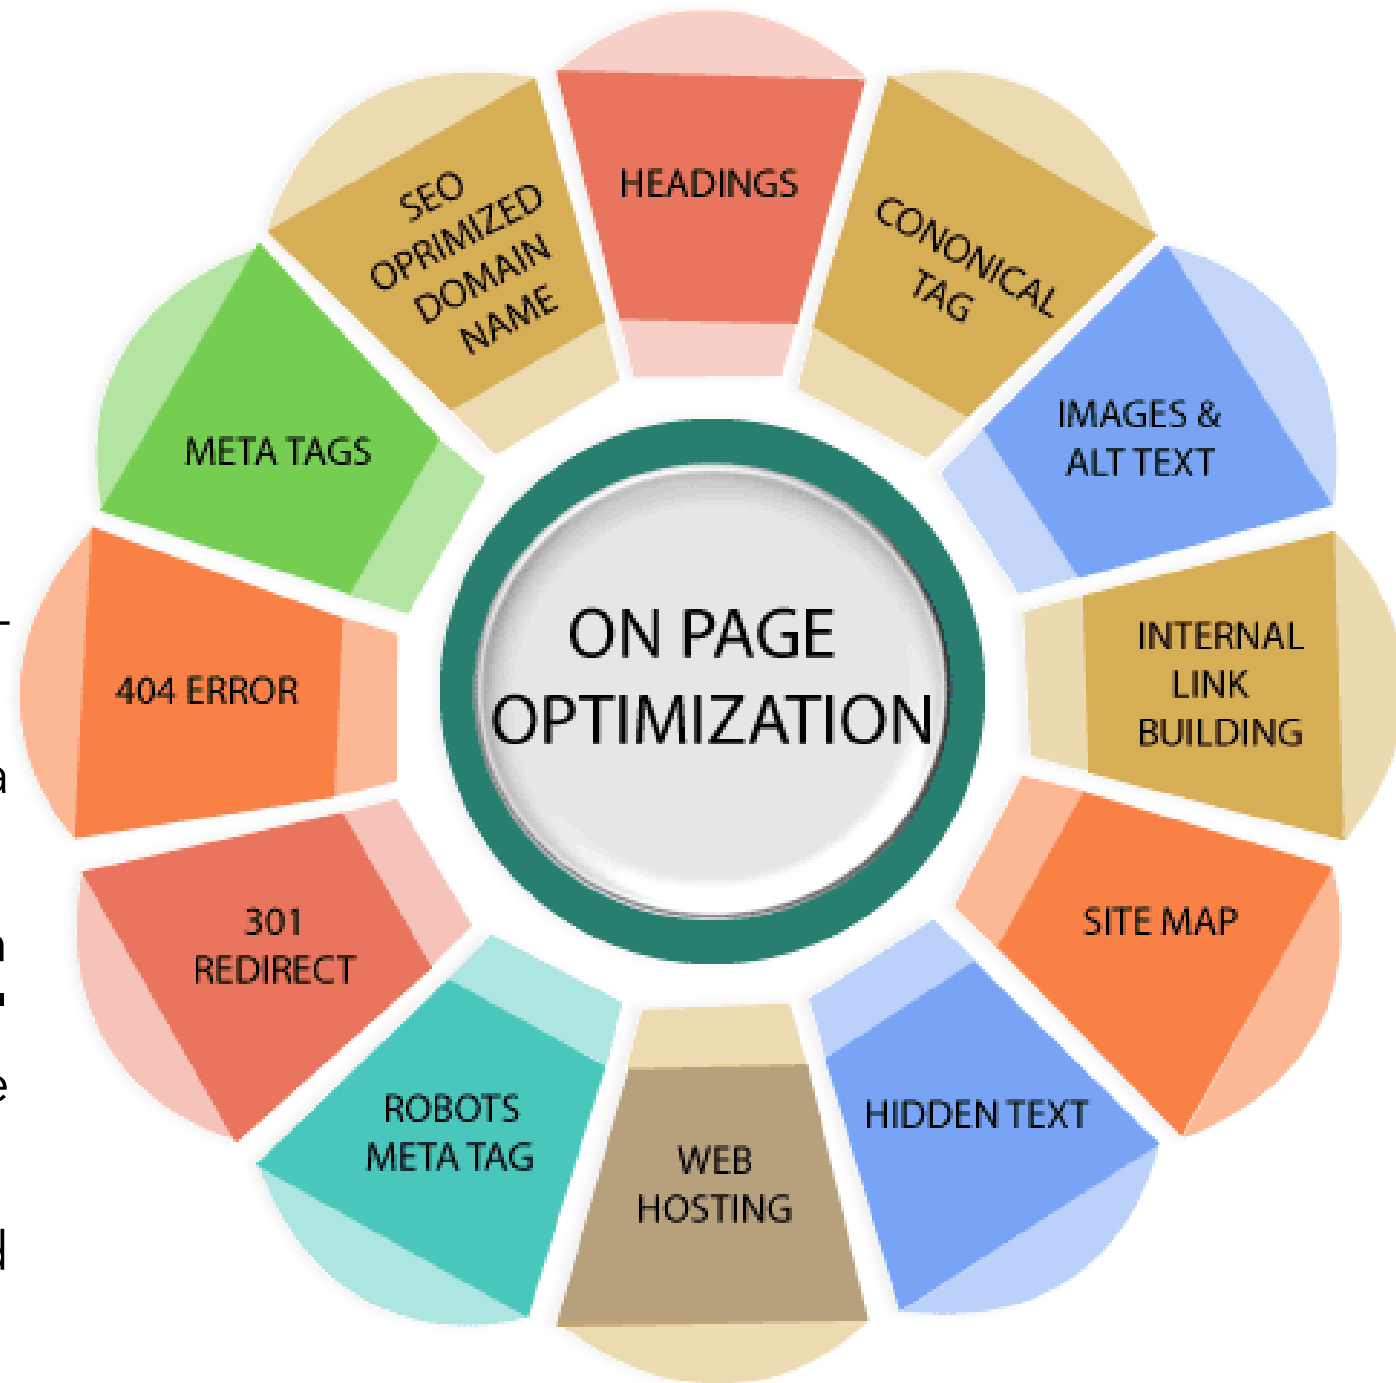 HEADINGS
CONONICAL
TAG
IMAGES &
ALT TEXT
INTERNAL
LINK
BUILDING
SITE MAP
HIDDEN TEXT
WEB
HOSTING
ROBOTS
META TAG
301
REDIRECT
404 ERROR
META TAGS
SEO
OPRIMIZED
DOMAIN
NAME
ON PAGE
OPTIMIZATION
a
e